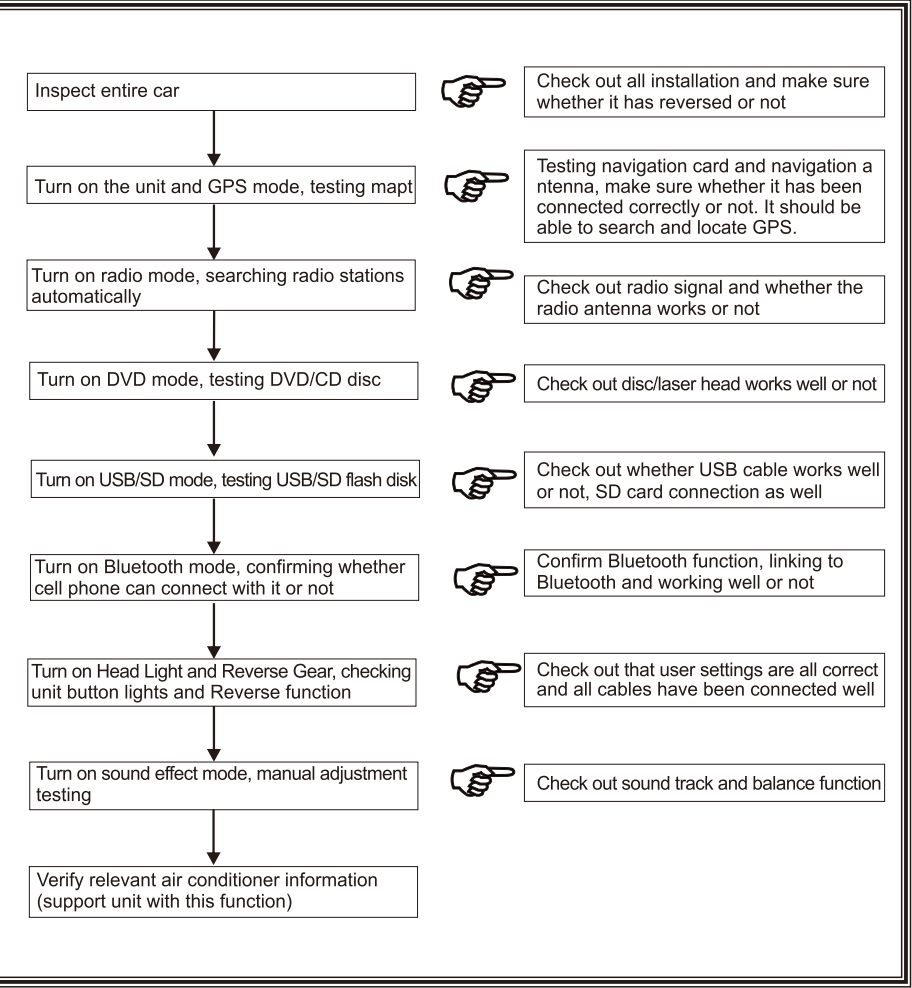 Inspect entire car
Check out all installation and make sure
whether it has reversed or not
Turn on the unit and GPS mode, testing mapt
Testing navigation card and navigation a
ntenna, make sure whether it has been
connected correctly or not. It should be
able to search and locate GPS.
Turn on radio mode, searching radio stations
automatically
Check out radio signal and whether the
radio antenna works or not
Turn on DVD mode, testing DVD/CD disc
Check out disc/laser head works well or not
Turn on USB/SD mode, testing USB/SD flash disk
Check out whether USB cable works well
or not, SD card connection as well
Turn on Bluetooth mode, confirming whether
cell phone can connect with it or not
Confirm Bluetooth function, linking to
Bluetooth and working well or not
Turn on Head Light and Reverse Gear, checking
unit button lights and Reverse function
Check out that user settings are all correct
and all cables have been connected well
Turn on sound effect mode, manual adjustment
testing
Check out sound track and balance function
Verify relevant air conditioner information
(support unit with this function)